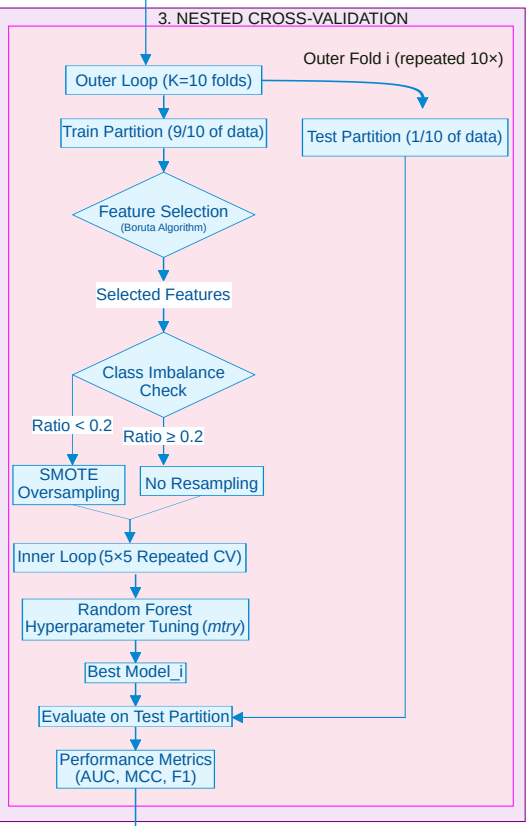 3. NESTED CROSS-VALIDATION
Outer Fold i (repeated 10×)
Outer Loop (K=10 folds)
Train Partition (9/10 of data)
Test Partition (1/10 of data)
Feature Selection
(Boruta Algorithm)
Selected Features
Class Imbalance
Check
Ratio < 0.2
Ratio ≥ 0.2
SMOTE
Oversampling
No Resampling
Inner Loop (5×5 Repeated CV)
Random Forest
Hyperparameter Tuning (mtry)
Best Model_i
Evaluate on Test Partition
Performance Metrics
(AUC, MCC, F1)